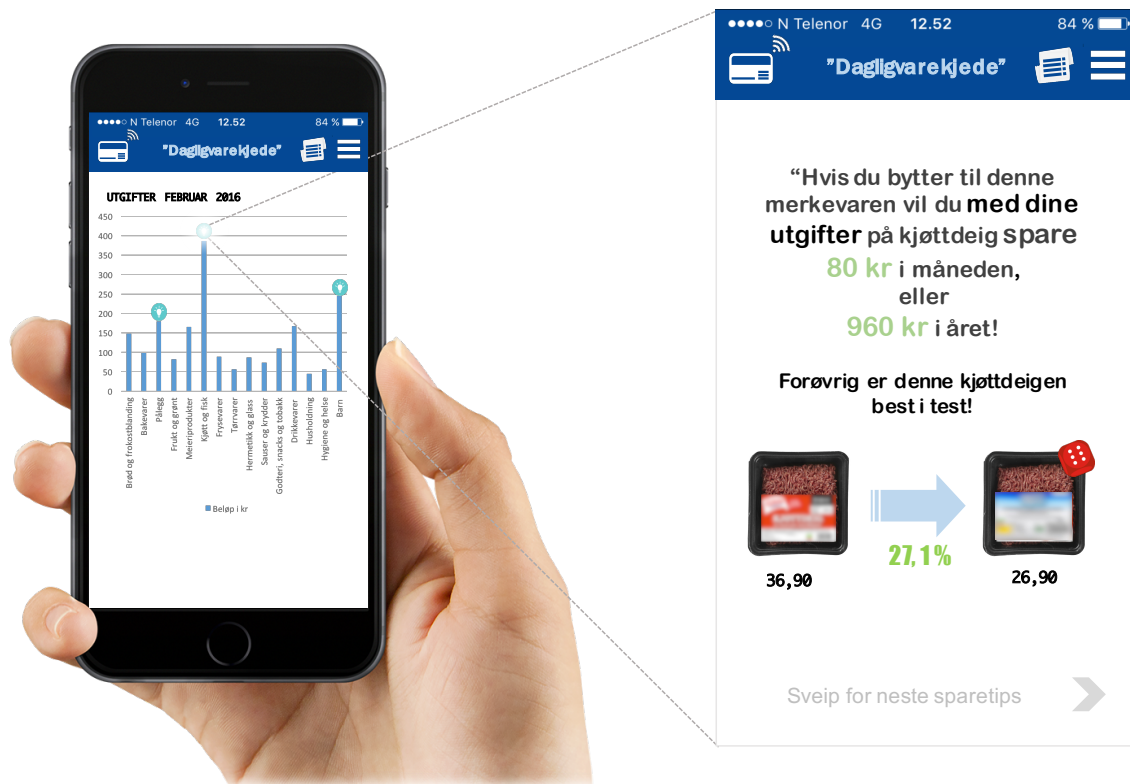 N Telenor 4G 12.52 84 %
"Dagligvarekjede"
UTGIFTER FEBRUAR 2016
450
400
350
300
250
200
150
100
50
0
Brød og frokostblanding
Bakevarer
Pålegg
Frukt og grønt
Meieriprodukter
Kjøtt og fisk
Frysevarer
Tørrvarer
Hermetikk og glass
Sauser og krydder
Godteri, snacks og tobakk
Drikkevarer
Husholdning
Hygiene og helse
Barn
Beløp i kr
N Telenor 4G 12.52 84 %
"Dagligvarekjede"
“Hvis du bytter til denne
merkevaren vil du med dine
utgifter på kjøttdeig spare
80 kr i måneden,
eller
960 kr i året!
Forøvrig er denne kjøttdeigen
best i test!
27,1%
36,90
26,90
Sveip for neste sparetips